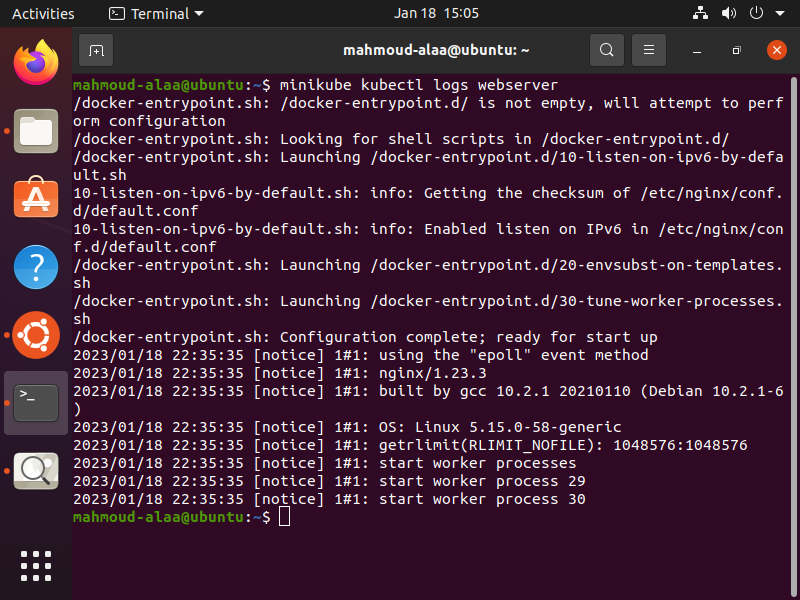 Activities
Terminal
Jan 18 15:05
mahmoud-alaa@ubuntu: ~
mahmoud-alaa@ubuntu:~$ minikube kubectl logs webserver
/docker-entrypoint.sh: /docker-entrypoint.d/ is not empty, will attempt to perf
orm configuration
/docker-entrypoint.sh: Looking for shell scripts in /docker-entrypoint.d/
/docker-entrypoint.sh: Launching /docker-entrypoint.d/10-listen-on-ipv6-by-defa
ult.sh
10-listen-on-ipv6-by-default.sh: info: Getting the checksum of /etc/nginx/conf.
d/default.conf
10-listen-on-ipv6-by-default.sh: info: Enabled listen on IPv6 in /etc/nginx/con
f.d/default.conf
/docker-entrypoint.sh: Launching /docker-entrypoint.d/20-envsubst-on-templates.
sh
/docker-entrypoint.sh: Launching /docker-entrypoint.d/30-tune-worker-processes.
sh
/docker-entrypoint.sh: Configuration complete; ready for start up
2023/01/18 22:35:35 [notice] 1#1: using the "epoll" event method
2023/01/18 22:35:35 [notice] 1#1: nginx/1.23.3
2023/01/18 22:35:35 [notice] 1#1: built by gcc 10.2.1 20210110 (Debian 10.2.1-6
)
2023/01/18 22:35:35 [notice] 1#1: OS: Linux 5.15.0-58-generic
2023/01/18 22:35:35 [notice] 1#1: getrlimit(RLIMIT_NOFILE): 1048576:1048576
2023/01/18 22:35:35 [notice] 1#1: start worker processes
2023/01/18 22:35:35 [notice] 1#1: start worker process 29
2023/01/18 22:35:35 [notice] 1#1: start worker process 30
mahmoud-alaa@ubuntu:~$